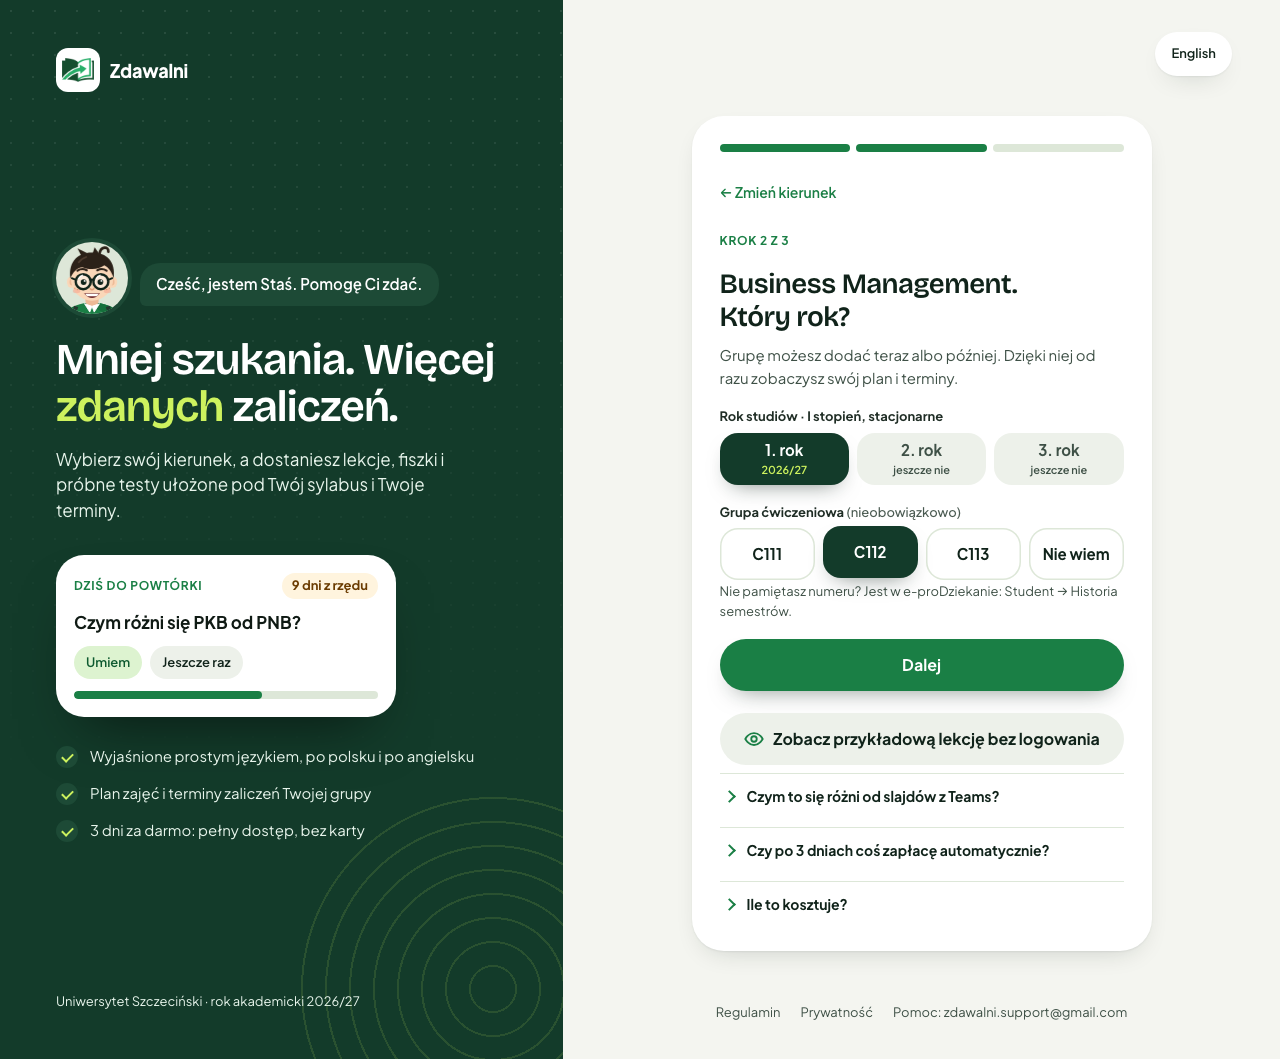 Zdawalni
Cześć, jestem Staś. Pomogę Ci zdać.
Mniej szukania. Więcej
zdanych zaliczeń.
Wybierz swój kierunek, a dostaniesz lekcje, fiszki i
próbne testy ułożone pod Twój sylabus i Twoje
terminy.
DZIŚ DO POWTÓRKI
9 dni z rzędu
Czym różni się PKB od PNB?
Umiem
Jeszcze raz
Wyjaśnione prostym językiem, po polsku i po angielsku
Plan zajęć i terminy zaliczeń Twojej grupy
3 dni za darmo: pełny dostęp, bez karty
Uniwersytet Szczeciński · rok akademicki 2026/27
English
← Zmień kierunek
KROK 2 Z 3
Business Management.
Który rok?
Grupę możesz dodać teraz albo później. Dzięki niej od
razu zobaczysz swój plan i terminy.
Rok studiów · I stopień, stacjonarne
1. rok
2026/27
2. rok
jeszcze nie
3. rok
jeszcze nie
Grupa ćwiczeniowa (nieobowiązkowo)
C111
C112
C113
Nie wiem
Nie pamiętasz numeru? Jest w e-proDziekanie: Student → Historia
semestrów.
Dalej
Zobacz przykładową lekcję bez logowania
Czym to się różni od slajdów z Teams?
Czy po 3 dniach coś zapłacę automatycznie?
Ile to kosztuje?
Regulamin
Prywatność
Pomoc: zdawalni.support@gmail.com